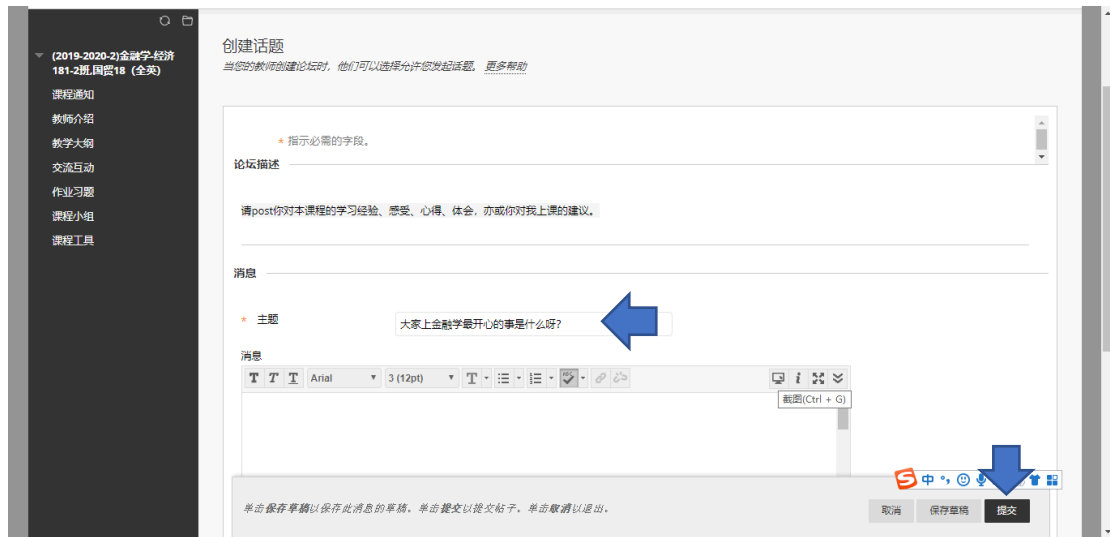 (2019-2020-2)金融学-经济
181-2班,国贸18（全英）
课程通知
教师介绍
教学大纲
交流互动
作业习题
课程小组
课程工具
创建话题
当您的教师创建论坛时，他们可以选择允许您发起话题。 更多帮助
* 指示必需的字段。
论坛描述
请post你对本课程的学习经验、感受、心得、体会，亦或你对我上课的建议。
消息
* 主题
大家上金融学最开心的事是什么呀?
消息
T T T Arial 3 (12pt) T ABC i
截图(Ctrl + G)
S 中
单击保存草稿以保存此消息的草稿。单击提交以提交帖子。单击取消以退出。
取消 保存草稿 提交